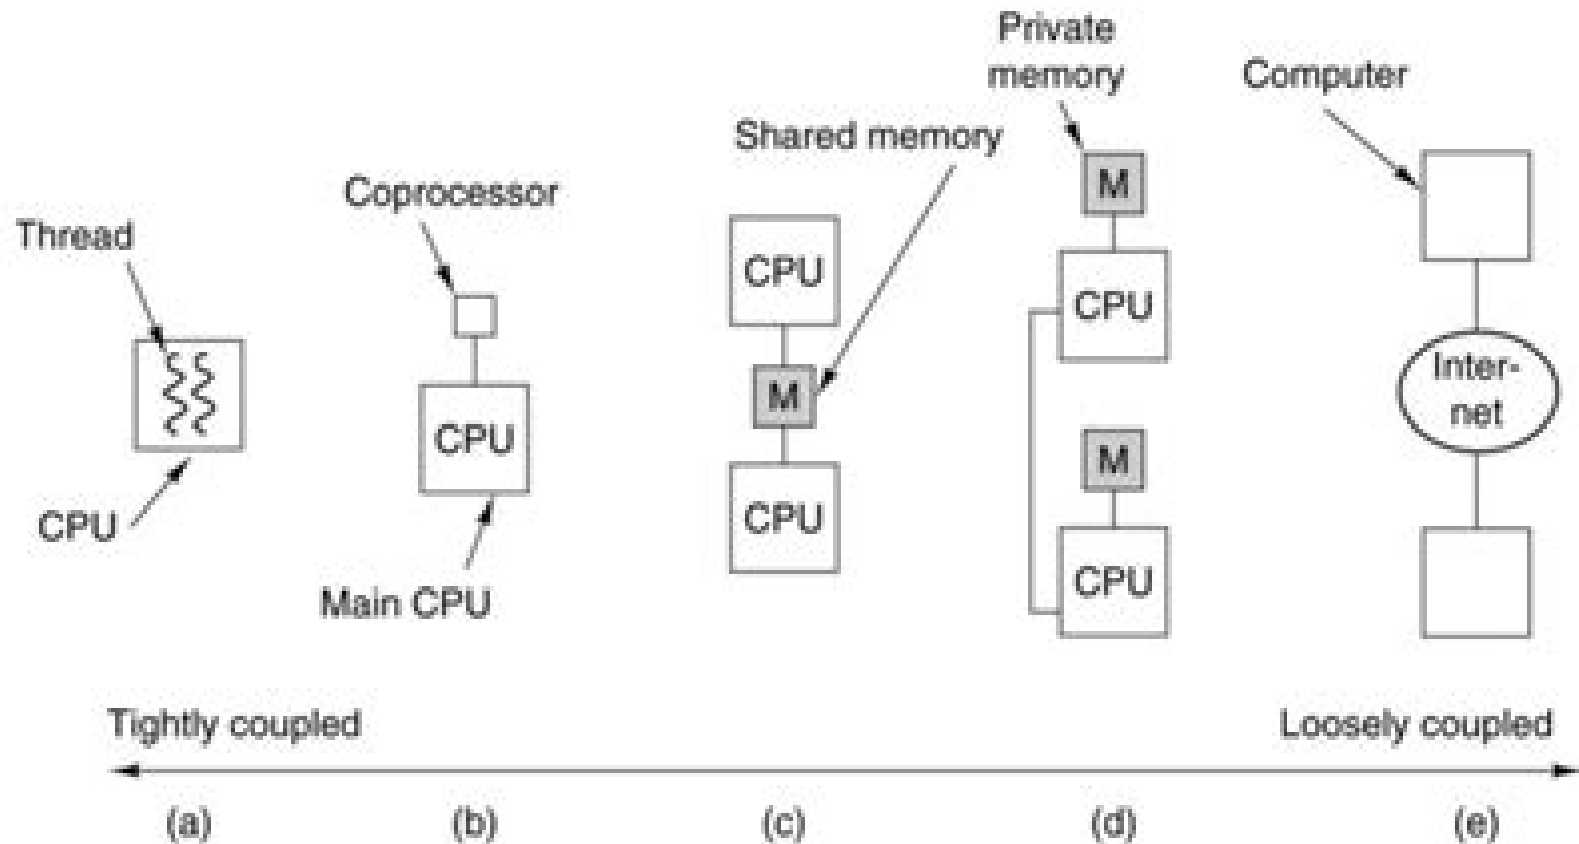 Private
memory
Computer
Shared memory
Coprocessor
Thread
M
CPU
CPU
CPU
M
Inter-
net
CPU
M
CPU
CPU
CPU
Main CPU
Tightly coupled
Loosely coupled
(a)
(b)
(c)
(d)
(e)